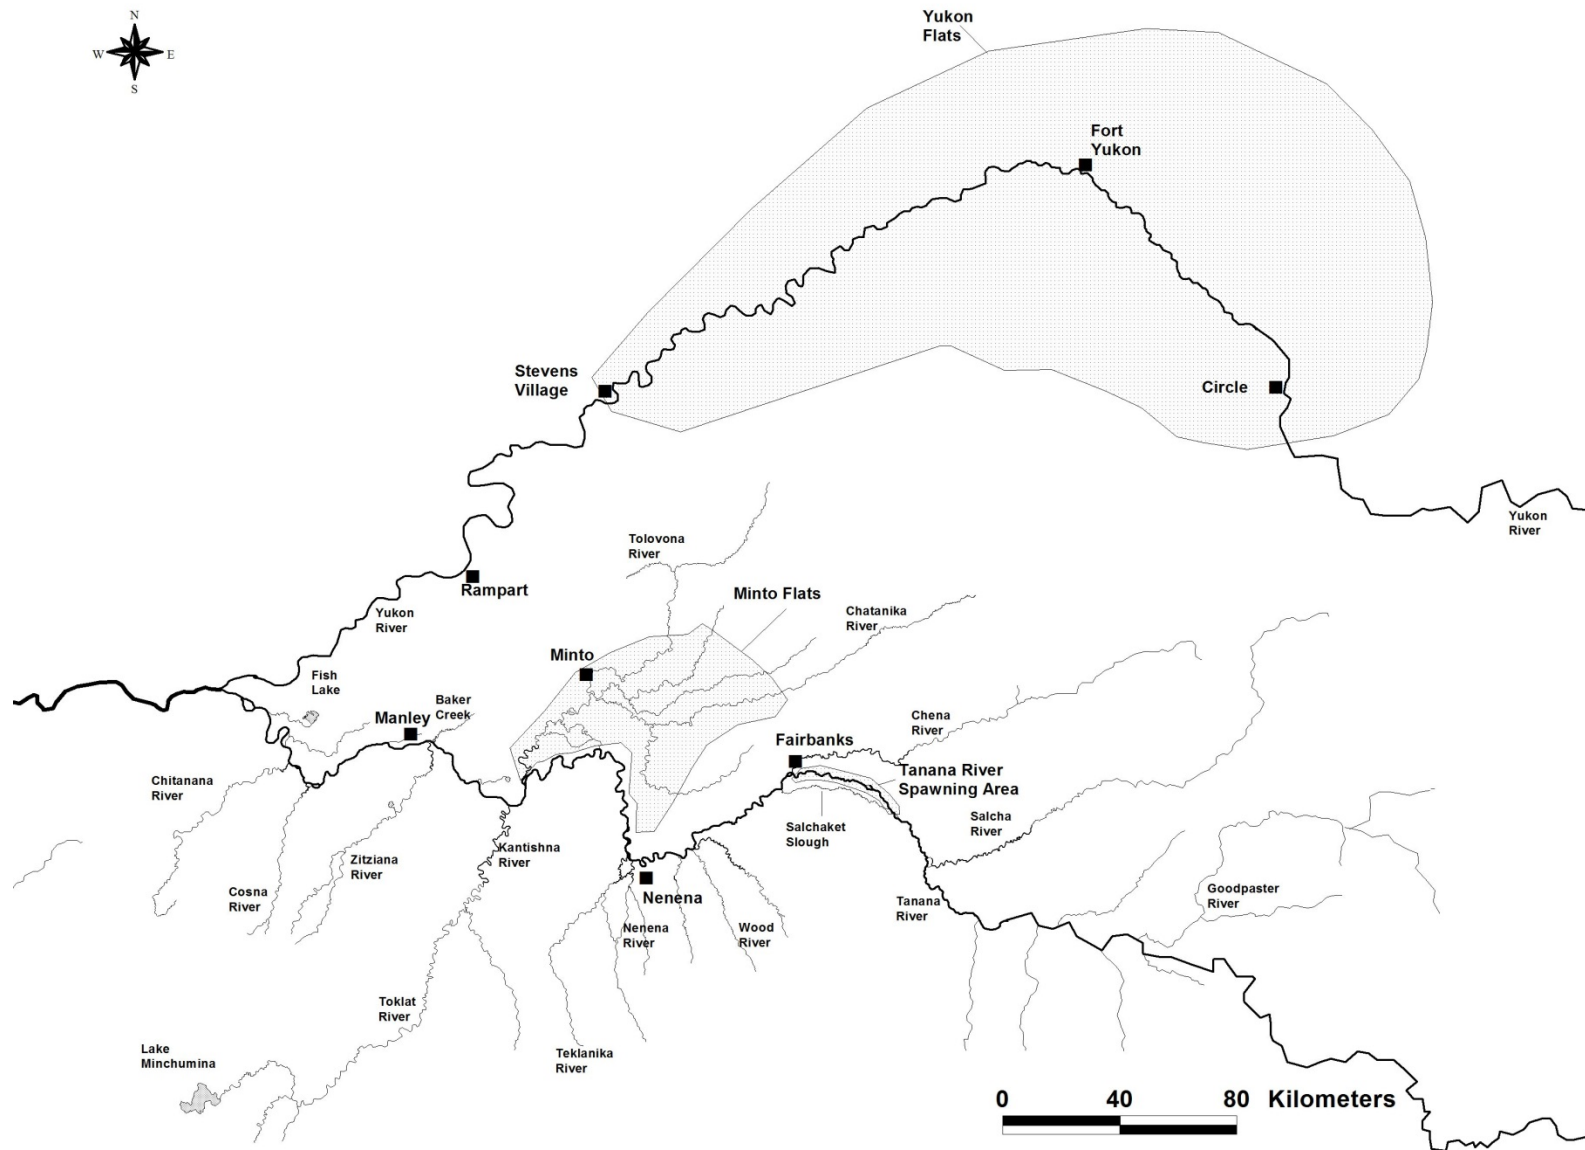 N
W E
S
Yukon
Flats
Fort
Yukon
Stevens
Village
Circle
Yukon
River
Tolovona
River
Rampart
Minto Flats
Yukon
River
Chatanika
River
Minto
Fish
Lake
Baker
Creek
Manley
Chena
River
Fairbanks
Tanana River
Spawning Area
Chitanana
River
Salchaket
Slough
Salcha
River
Kantishna
River
Zitziana
River
Cosna
River
Nenena
Tanana
River
Goodpaster
River
Nenena
River
Wood
River
Toklat
River
Teklanika
River
Lake
Minchumina
0 40 80 Kilometers